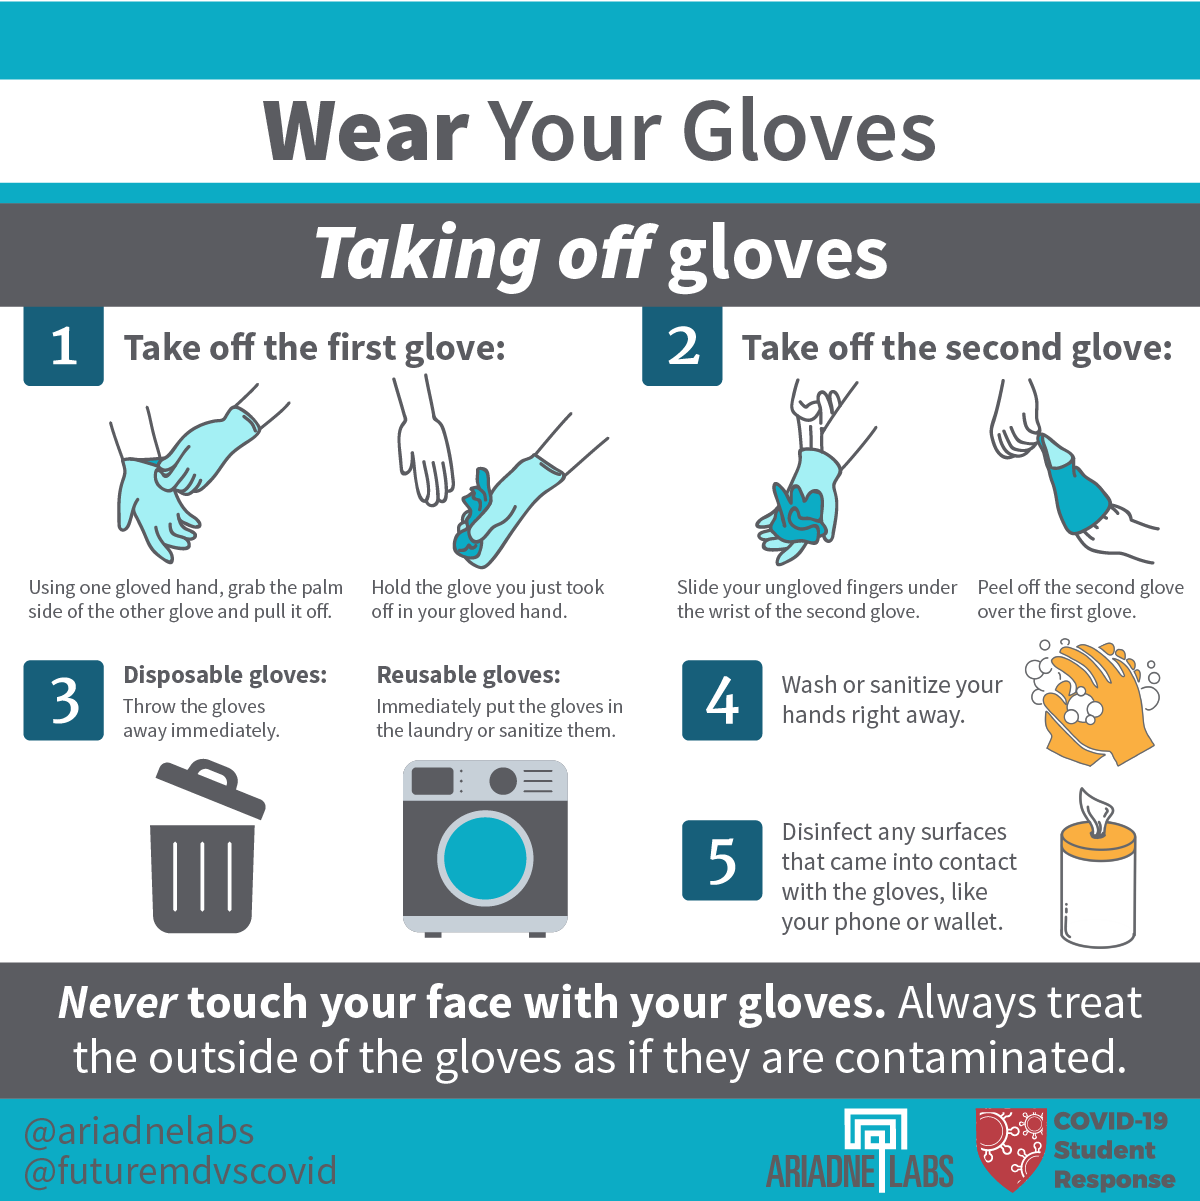 Wear Your Gloves
Taking off gloves
1
Take off the first glove:
Using one gloved hand, grab the palm
side of the other glove and pull it off.
Hold the glove you just took
off in your gloved hand.
2
Take off the second glove:
Slide your ungloved fingers under
the wrist of the second glove.
Peel off the second glove
over the first glove.
3
Disposable gloves:
Throw the gloves
away immediately.
Reusable gloves:
Immediately put the gloves in
the laundry or sanitize them.
4
Wash or sanitize your
hands right away.
5
Disinfect any surfaces
that came into contact
with the gloves, like
your phone or wallet.
Never touch your face with your gloves. Always treat
the outside of the gloves as if they are contaminated.
@ariadnelabs
@futuremdvscovid
ARIADNE LABS
COVID-19
Student
Response